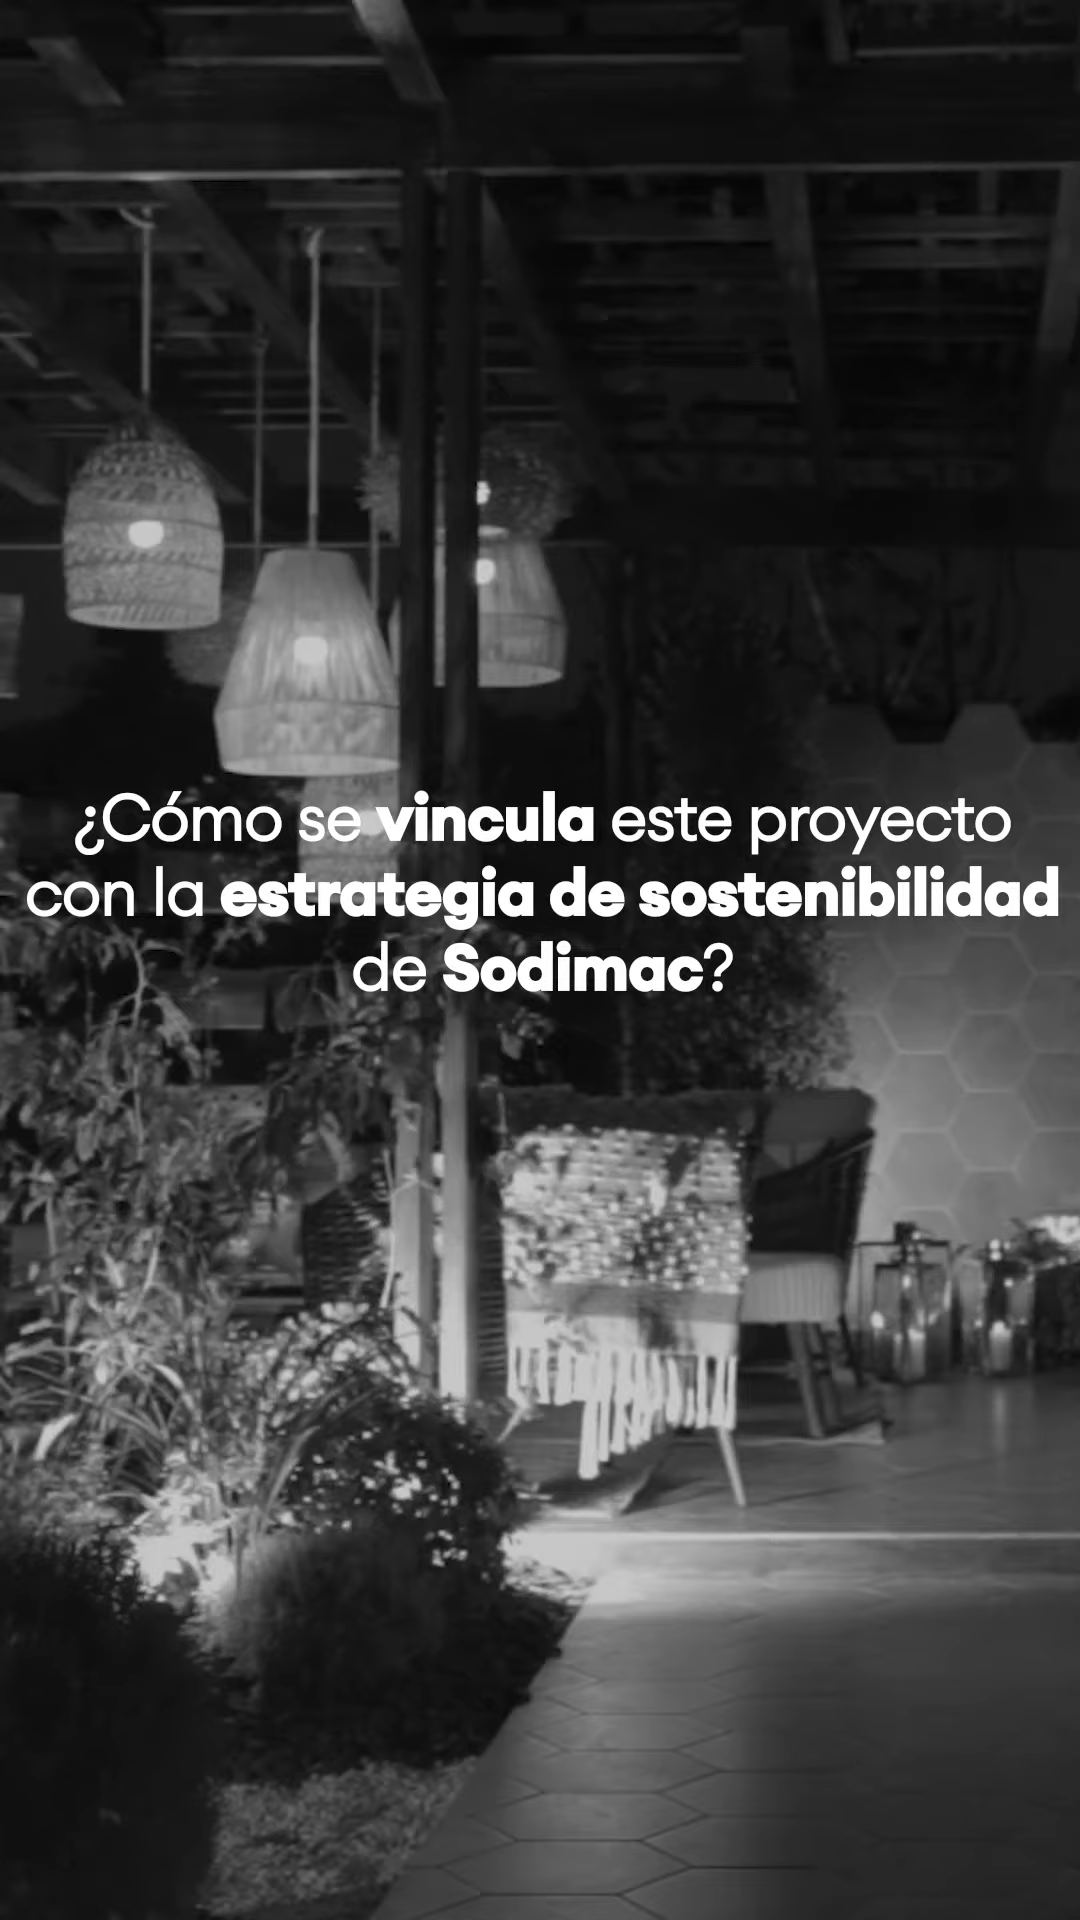 ¿Cómo se vincula este proyecto
con la estrategia de sostenibilidad
de Sodimac?